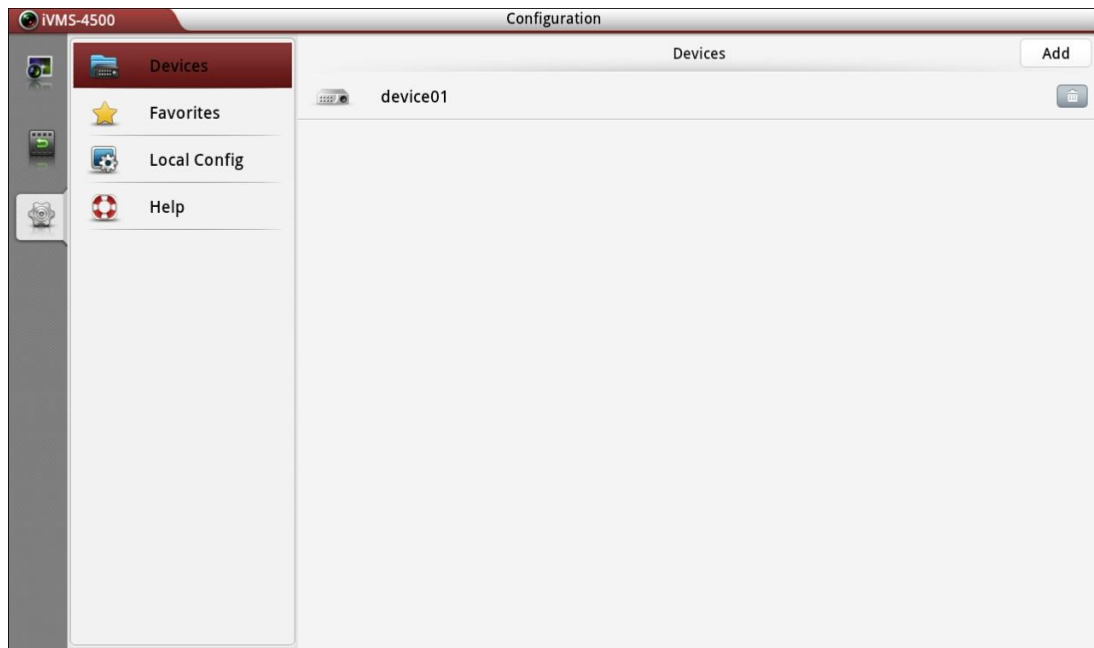 iVMS-4500
Configuration
Devices
Favorites
Local Config
Help
Devices
Add
device01